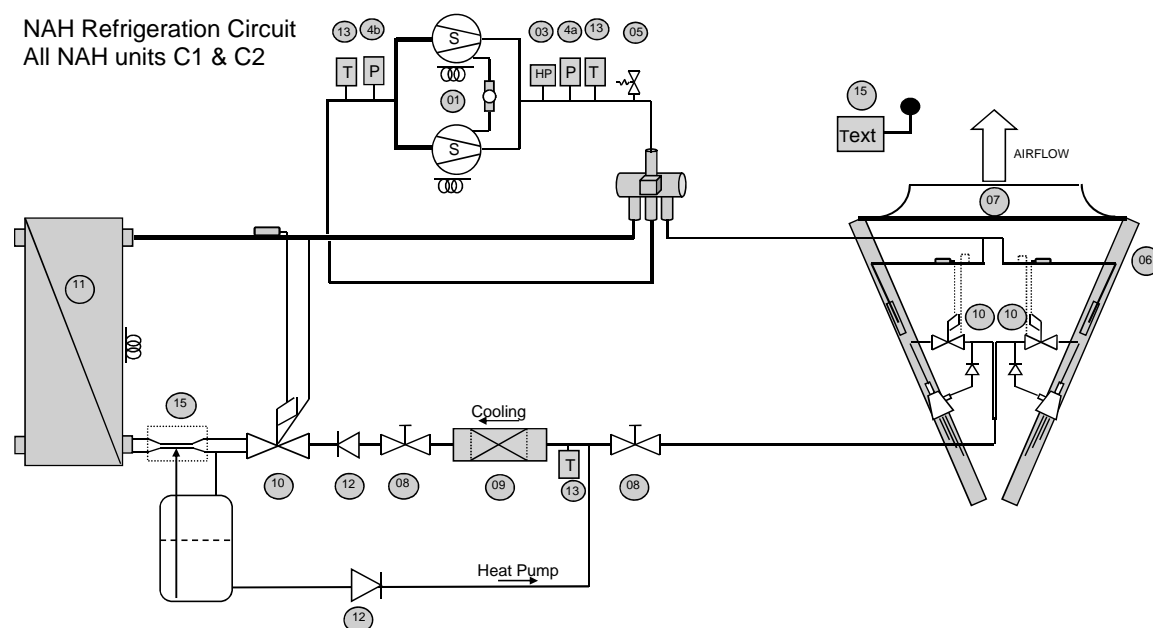 NAH Refrigeration Circuit
All NAH units C1 & C2
13 4b 03 4a 13 05
T P S HP P T
01
S
15
Text
AIRFLOW
07
06
11
10 10
15
Cooling
T
10 12 08 09 13 08
Heat Pump
12